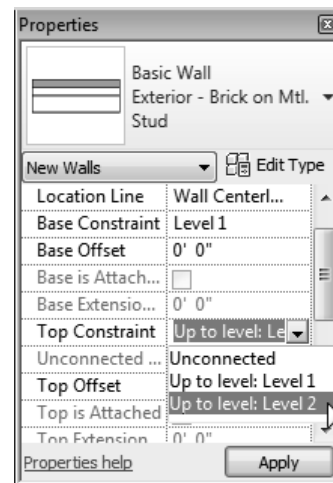 Properties
Basic Wall
Exterior - Brick on Mtl.
Stud
New Walls Edit Type
Location Line Wall Centerl...
Base Constraint Level 1
Base Offset 0' 0"
Base is Attach...
Base Extensio... 0' 0"
Top Constraint Up to level: Le
Unconnected ... Unconnected
Top Offset Up to level: Level 1
Top is Attached Up to level: Level 2
Top Extension 0' 0"
Properties help Apply